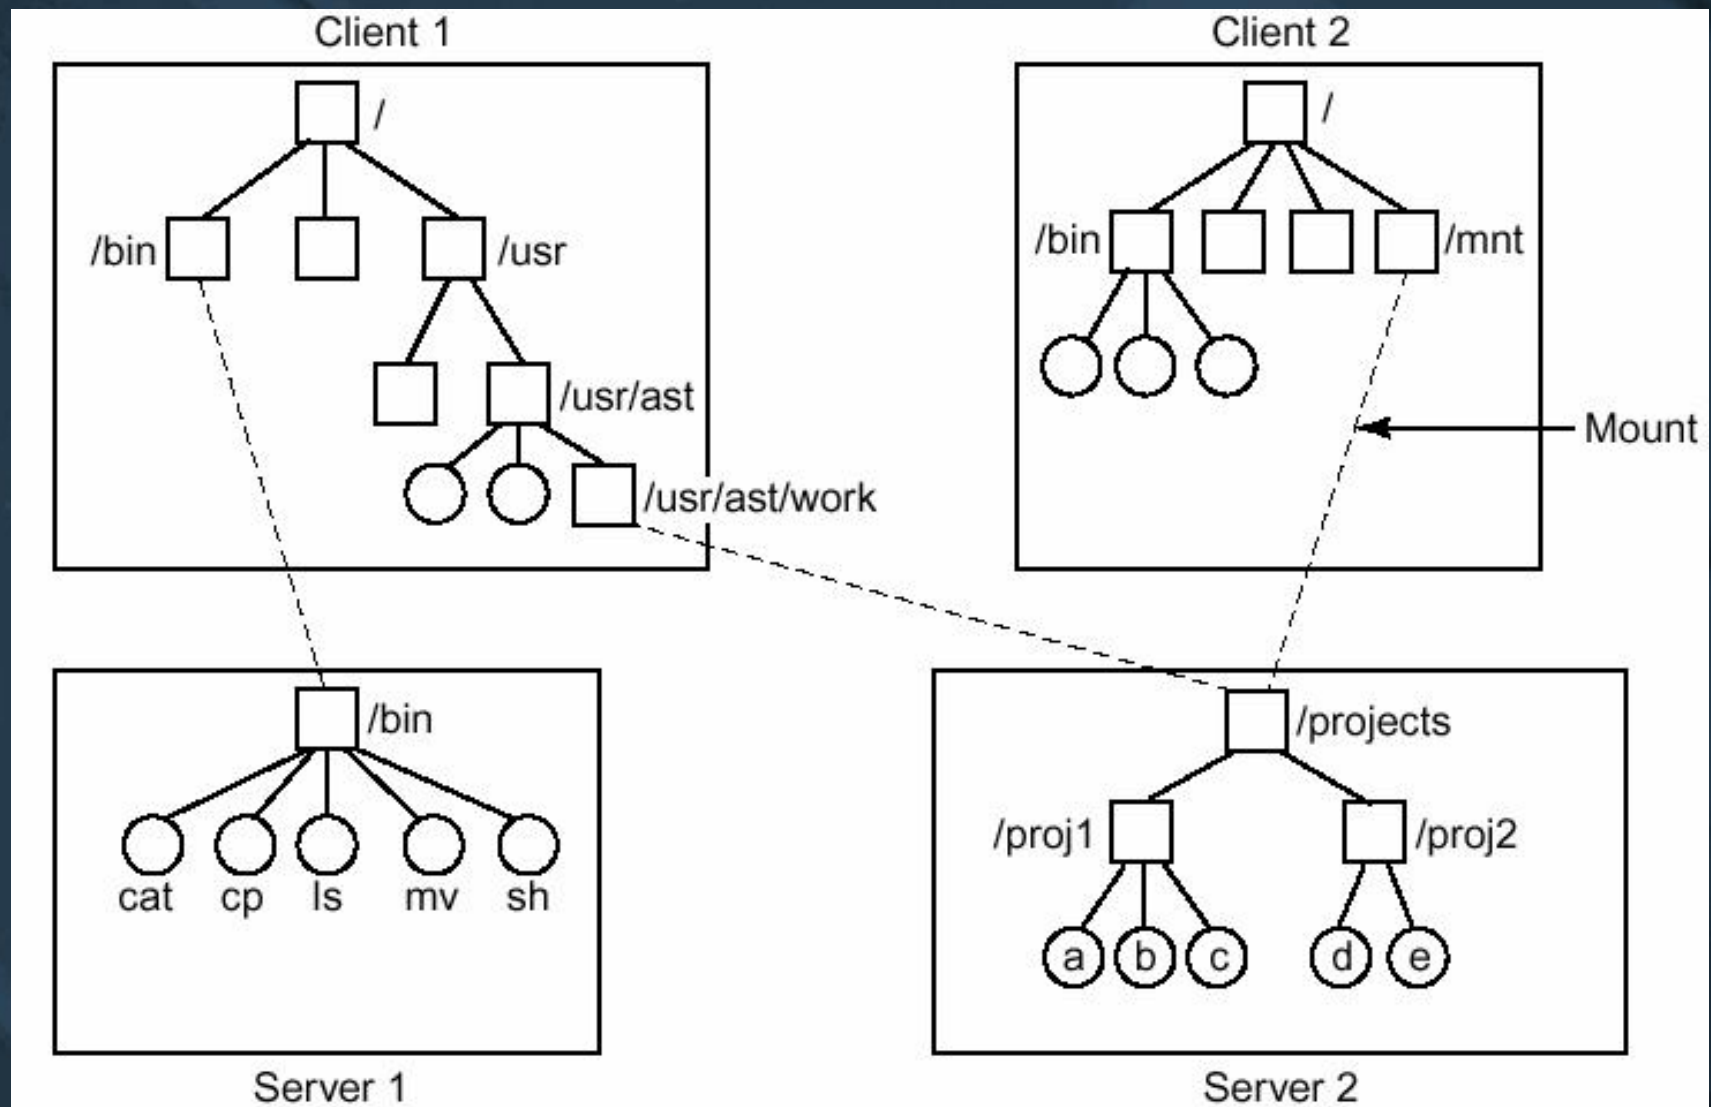 Client 1
/
/bin
/usr
/usr/ast
/usr/ast/work
Client 2
/
/bin
/mnt
Mount
/bin
cat
cp
ls
mv
sh
Server 1
/projects
/proj1
/proj2
a
b
c
d
e
Server 2